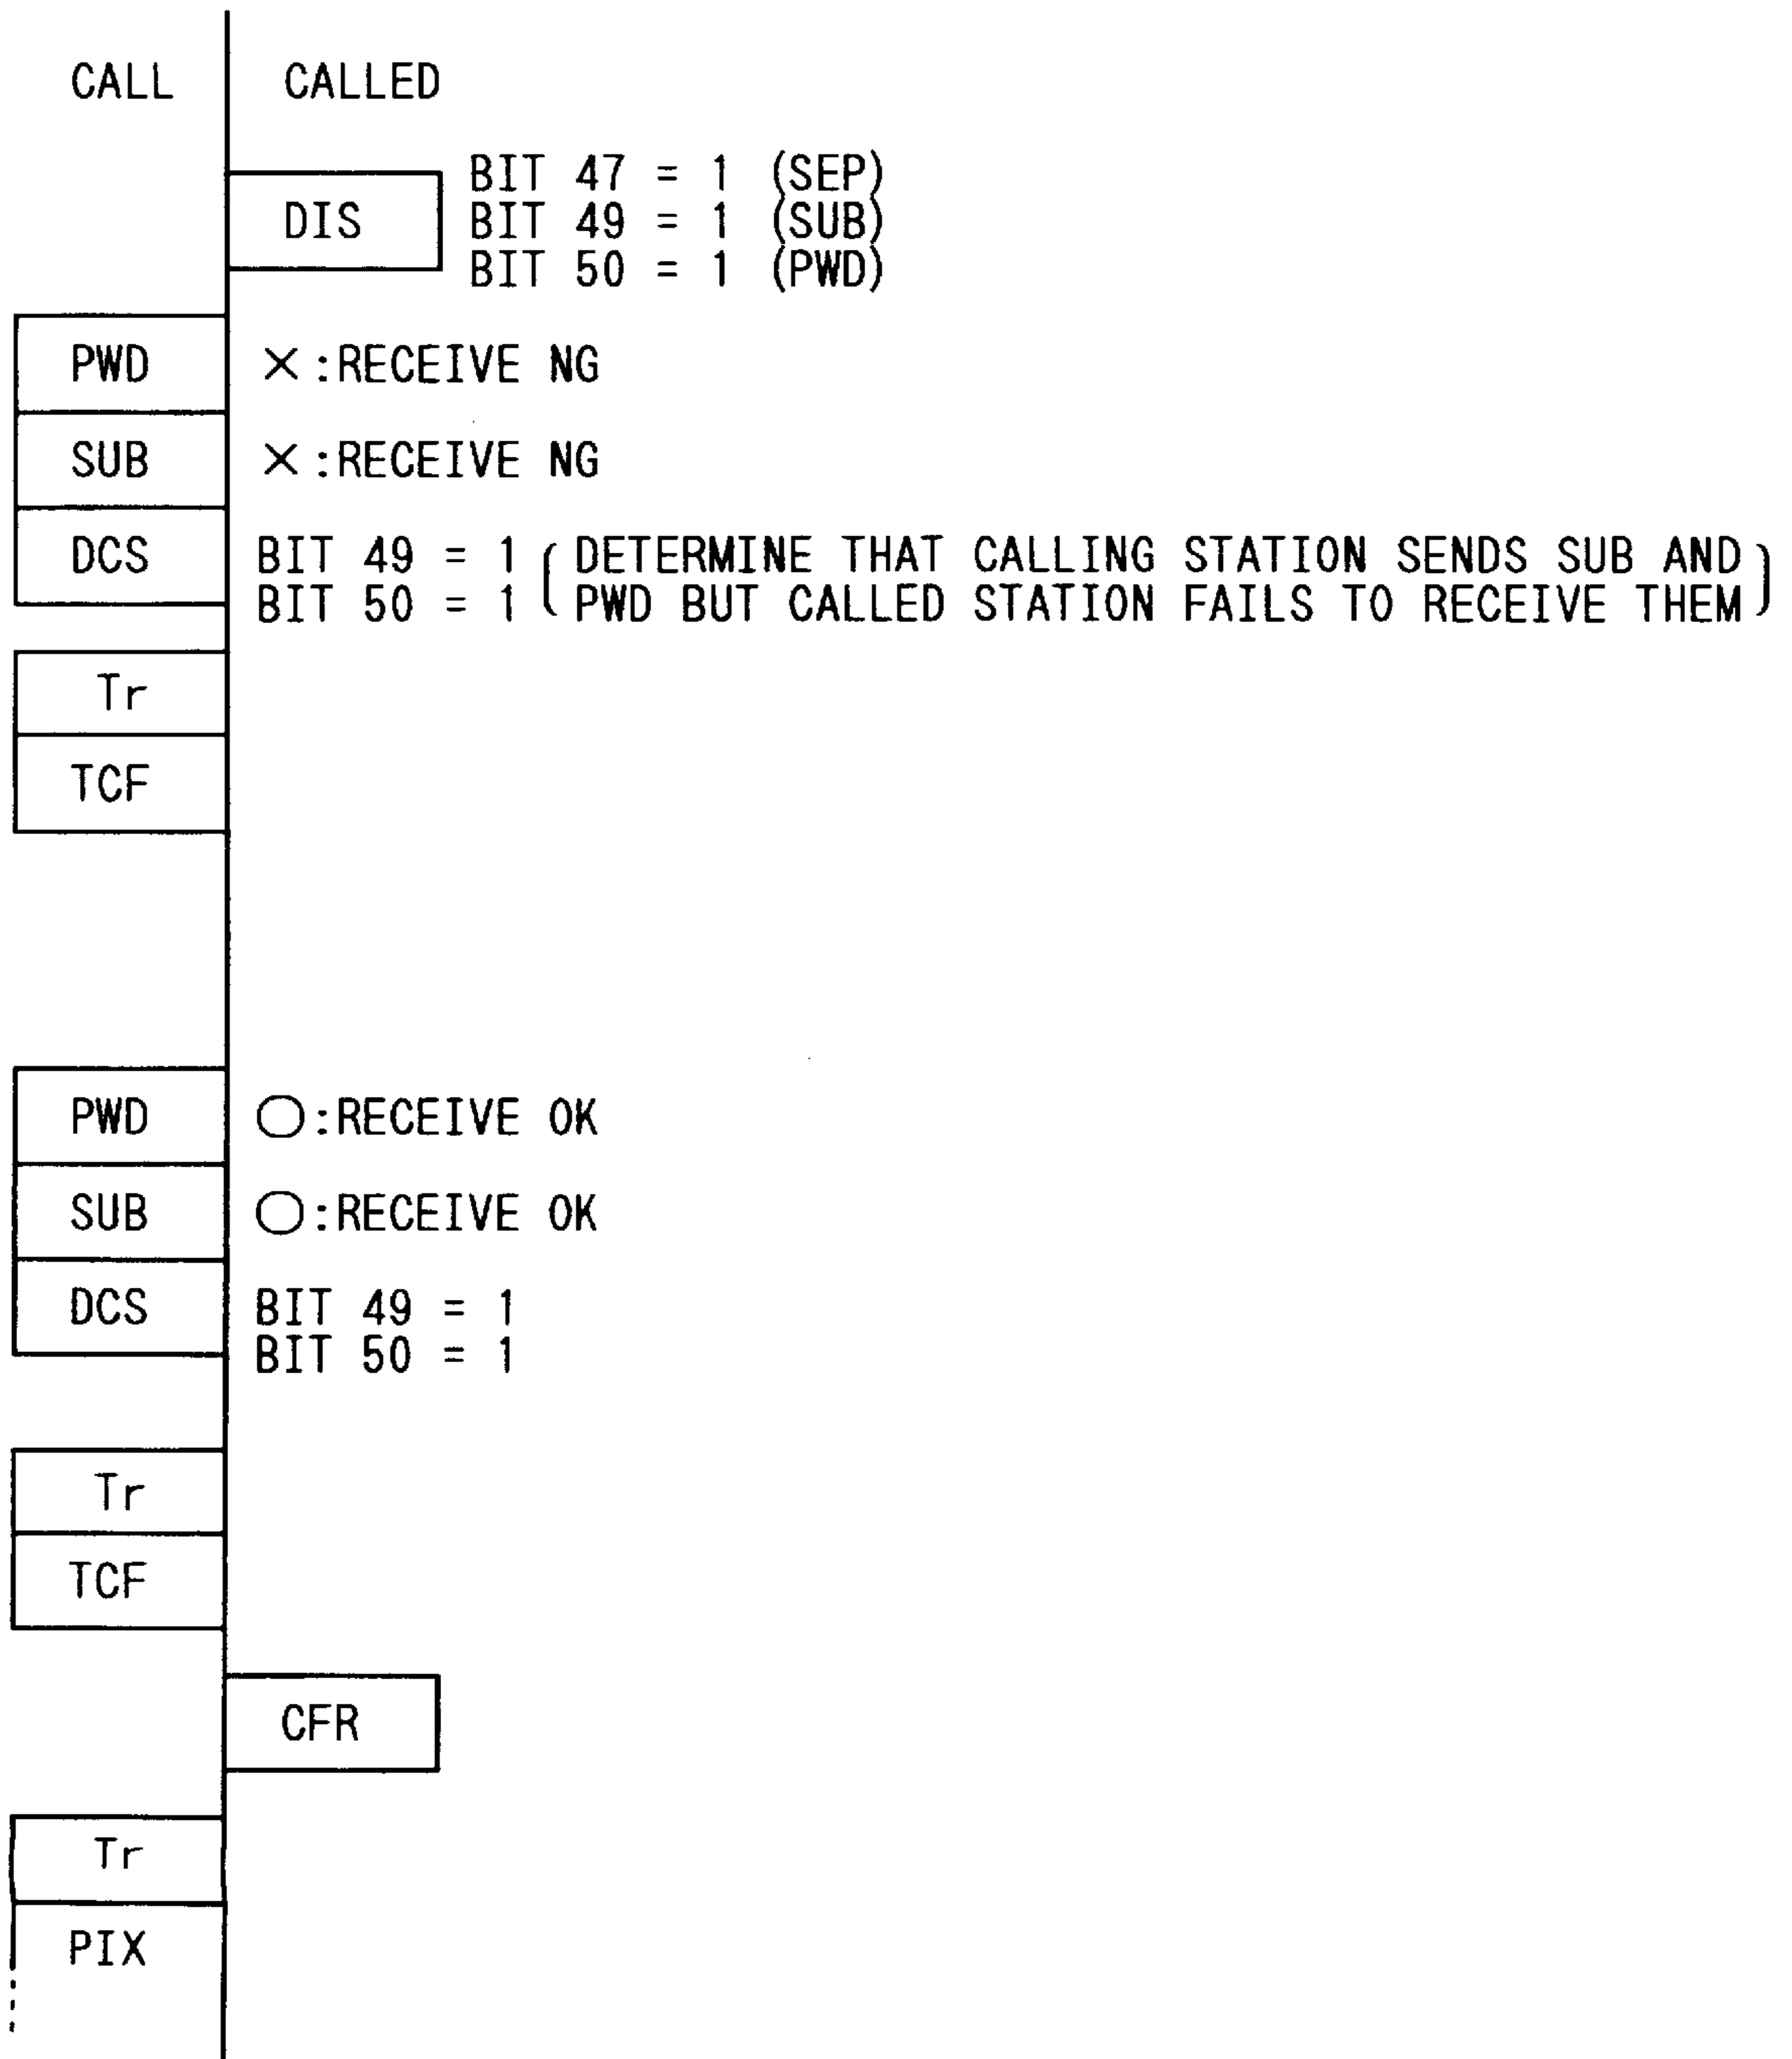 CALL CALLED
BIT 47 = 1 (SEP)
DIS BIT 49 = 1 (SUB)
BIT 50 = 1 (PWD)
PWD ×:RECEIVE NG
SUB ×:RECEIVE NG
DCS BIT 49 = 1 ( DETERMINE THAT CALLING STATION SENDS SUB AND
BIT 50 = 1 PWD BUT CALLED STATION FAILS TO RECEIVE THEM )
Tr
TCF
PWD ○:RECEIVE OK
SUB ○:RECEIVE OK
DCS BIT 49 = 1
BIT 50 = 1
Tr
TCF
CFR
Tr
PIX